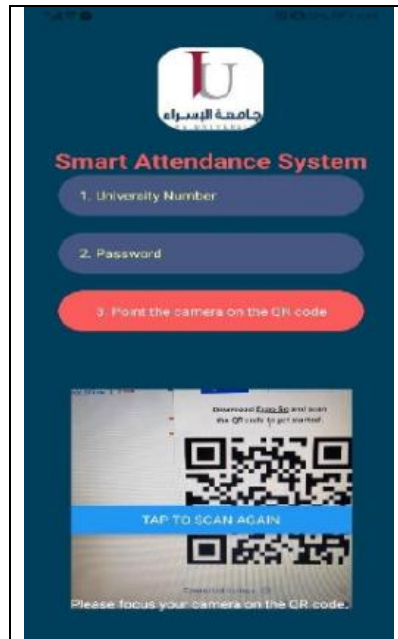 جامعة الإسراء
Smart Attendance System
1. University Number
2. Password
3. Point the camera on the QR code
Download Expo Go and scan
the QR code to get started.
TAP TO SCAN AGAIN
Please focus your camera on the QR code.